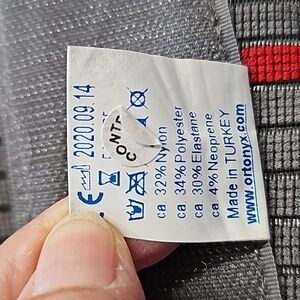 2020.09.14
CONT
CO
ca. 32% Nylon
ca. 34% Polyester
ca. 30% Elastane
ca. 4% Neoprene
Made in TURKEY
www.ortonyx.com